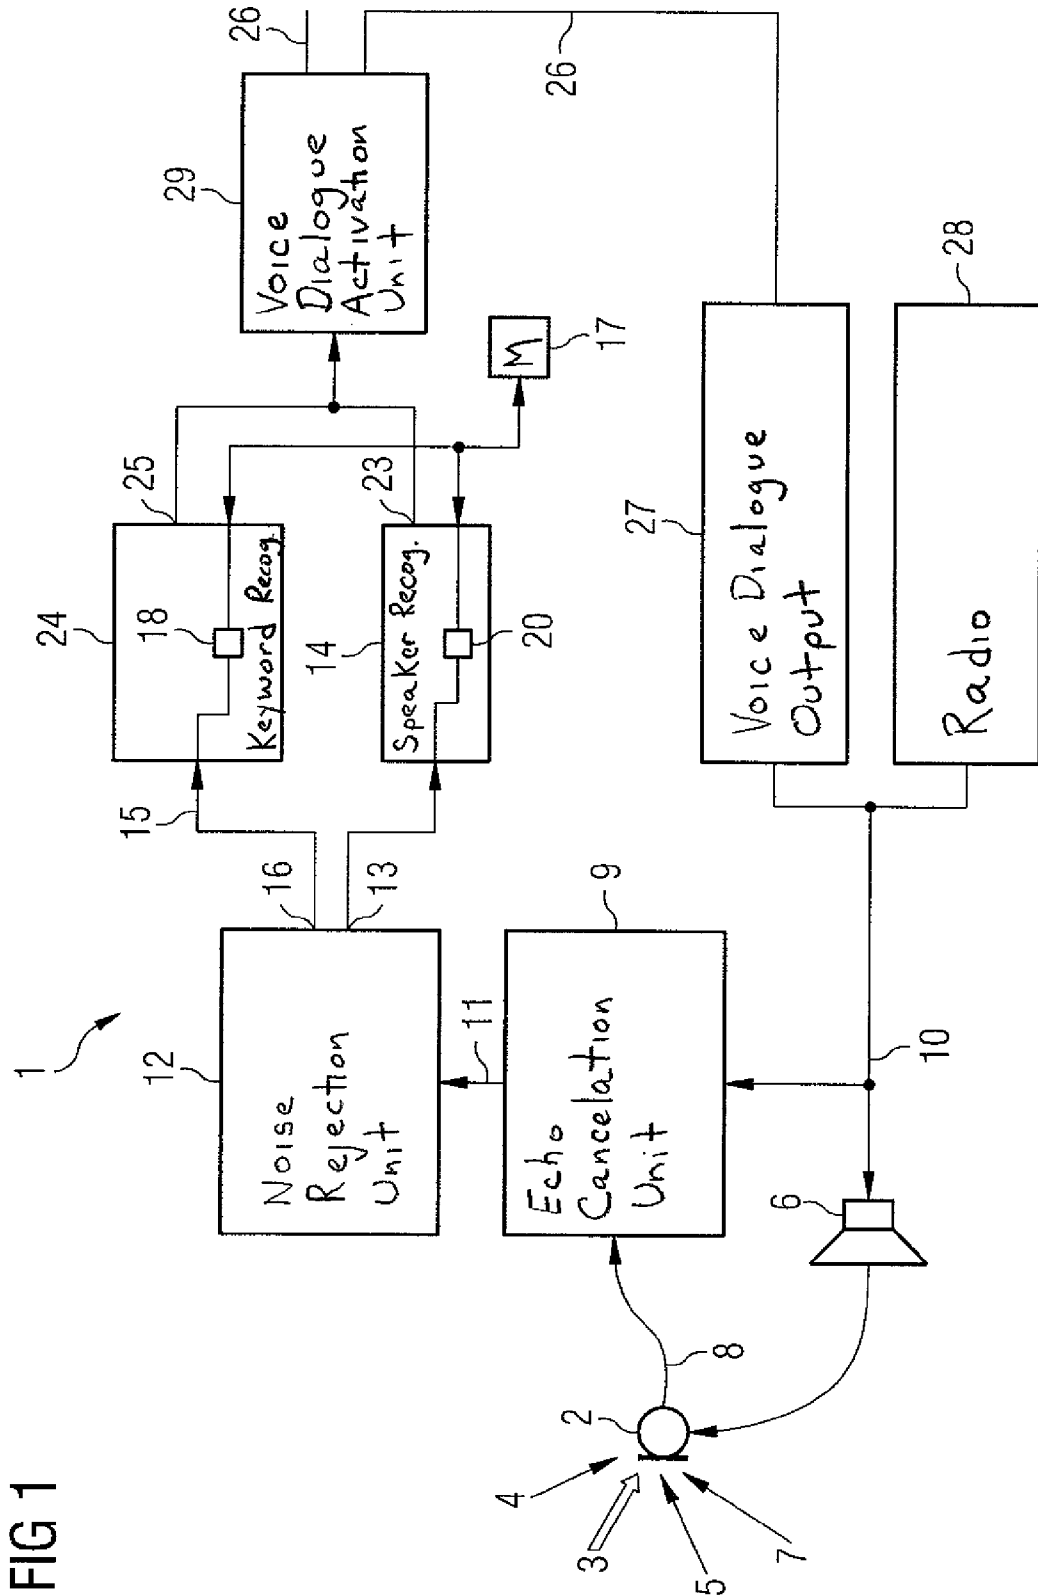 FIG 1
1
26
29
Voice
Dialogue
Activation
Unit
26
25
24
18
Keyword Recog.
15
17
M
23
14
Speaker Recog.
20
16
13
12
Noise
Rejection
Unit
11
9
Echo
Cancelation
Unit
27
Voice Dialogue
Output
28
Radio
10
6
8
2
4
3
5
7